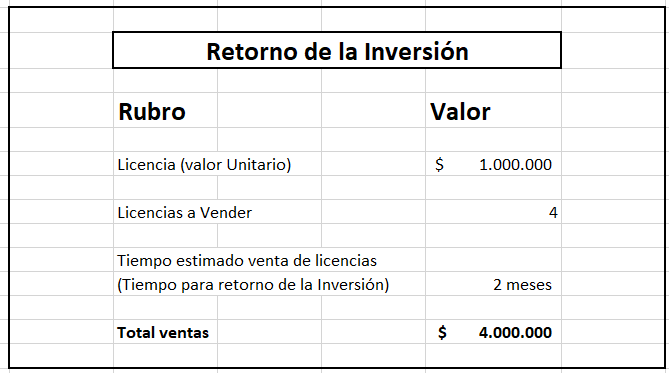 Retorno de la Inversión
Rubro Valor
Licencia (valor Unitario) $ 1.000.000
Licencias a Vender 4
Tiempo estimado venta de licencias
(Tiempo para retorno de la Inversión) 2 meses
Total ventas $ 4.000.000